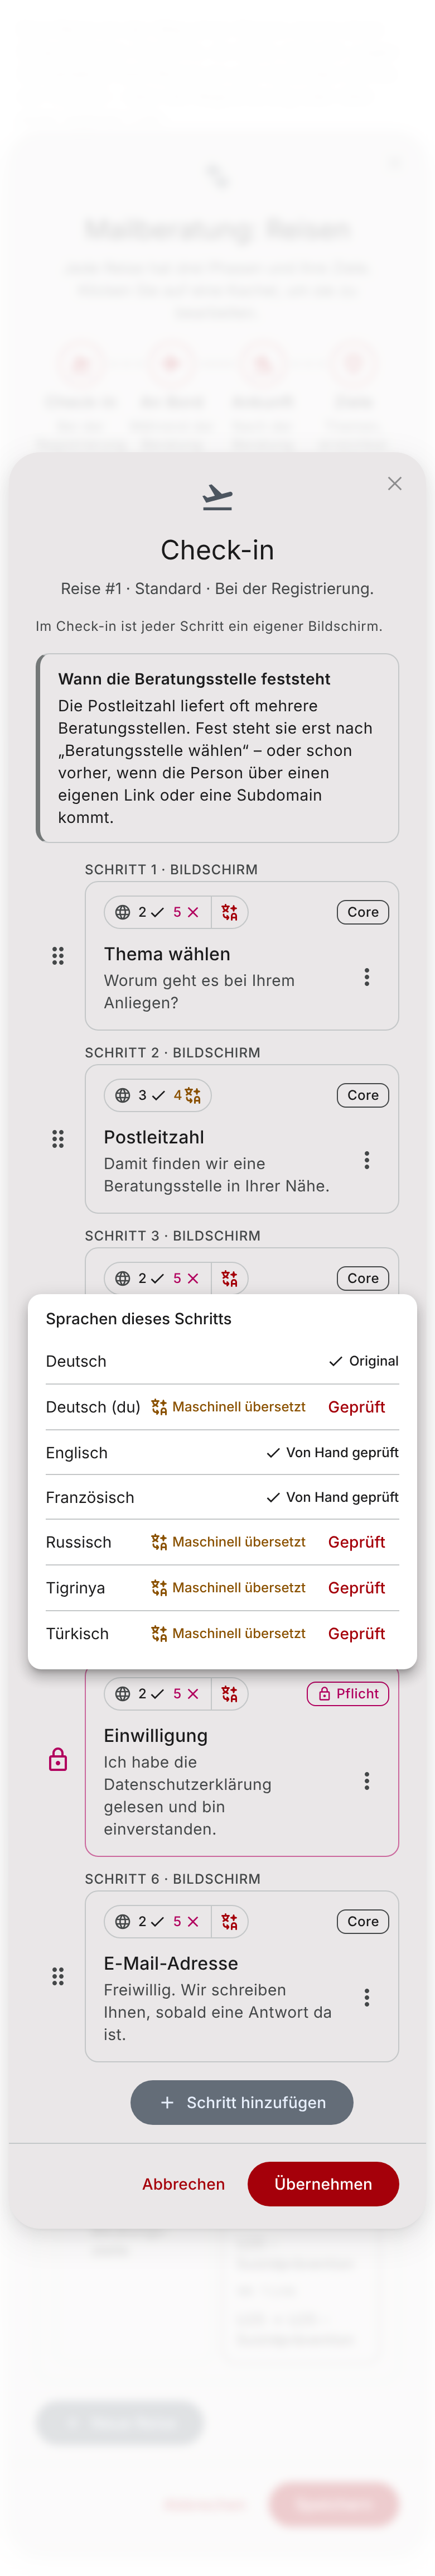 Mailberatung: Reisen
Check-in
Reise #1 · Standard · Bei der Registrierung.
Im Check-in ist jeder Schritt ein eigener Bildschirm.
Wann die Beratungsstelle feststeht
Die Postleitzahl liefert oft mehrere
Beratungsstellen. Fest steht sie erst nach
„Beratungsstelle wählen“ – oder schon
vorher, wenn die Person über einen
eigenen Link oder eine Subdomain
kommt.
SCHRITT 1 · BILDSCHIRM
2 5 Core
Thema wählen
Worum geht es bei Ihrem
Anliegen?
SCHRITT 2 · BILDSCHIRM
3 4 Core
Postleitzahl
Damit finden wir eine
Beratungsstelle in Ihrer Nähe.
SCHRITT 3 · BILDSCHIRM
2 5 Core
Sprachen dieses Schritts
Deutsch Original
Deutsch (du) Maschinell übersetzt Geprüft
Englisch Von Hand geprüft
Französisch Von Hand geprüft
Russisch Maschinell übersetzt Geprüft
Tigrinya Maschinell übersetzt Geprüft
Türkisch Maschinell übersetzt Geprüft
2 5 Pflicht
Einwilligung
Ich habe die
Datenschutzerklärung
gelesen und bin
einverstanden.
SCHRITT 6 · BILDSCHIRM
2 5 Core
E-Mail-Adresse
Freiwillig. Wir schreiben
Ihnen, sobald eine Antwort da
ist.
Schritt hinzufügen
Abbrechen Übernehmen